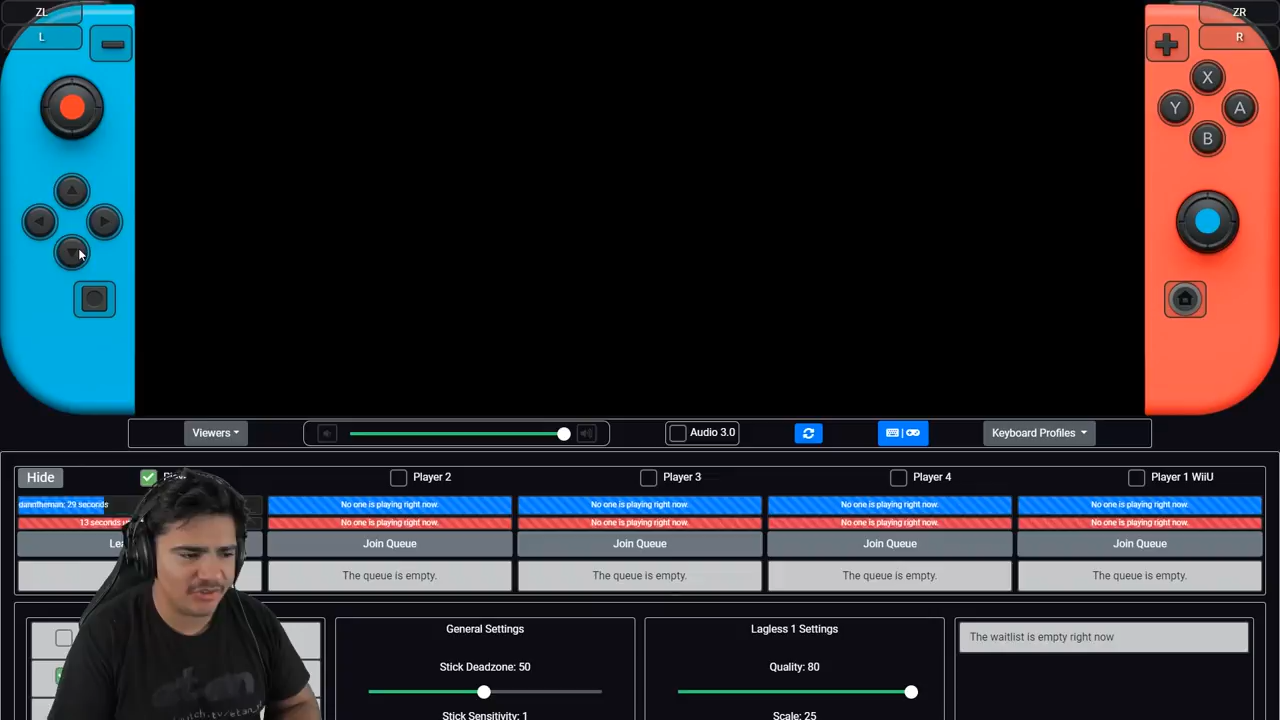 ZL
L
ZR
R
X
Y
A
B
Viewers
Audio 3.0
Keyboard Profiles
Hide
Player 2
Player 3
Player 4
Player 1 WiiU
danntheman: 29 seconds
No one is playing right now.
No one is playing right now.
No one is playing right now.
No one is playing right now.
13 seconds
No one is playing right now.
No one is playing right now.
No one is playing right now.
No one is playing right now.
Join Queue
Join Queue
Join Queue
Join Queue
The queue is empty.
The queue is empty.
The queue is empty.
The queue is empty.
General Settings
Lagless 1 Settings
The waitlist is empty right now
Stick Deadzone: 50
Quality: 80
Stick Sensitivity: 1
Scale: 25